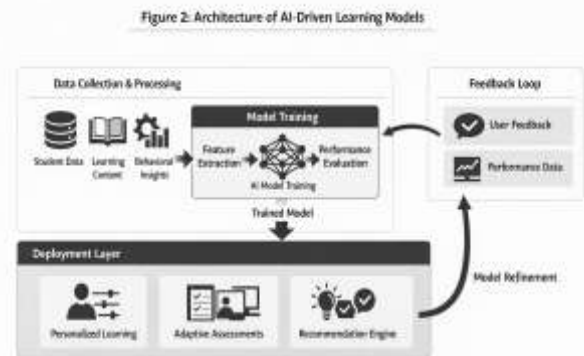 Figure 2: Architecture of AI-Driven Learning Models
Data Collection & Processing
Student Data
Learning
Content
Behavioral
Insights
Model Training
Feature
Extraction
AI Model Training
Performance
Evaluation
Trained Model
Feedback Loop
User Feedback
Performance Data
Model Refinement
Deployment Layer
Personalized Learning
Adaptive Assessments
Recommendation Engine